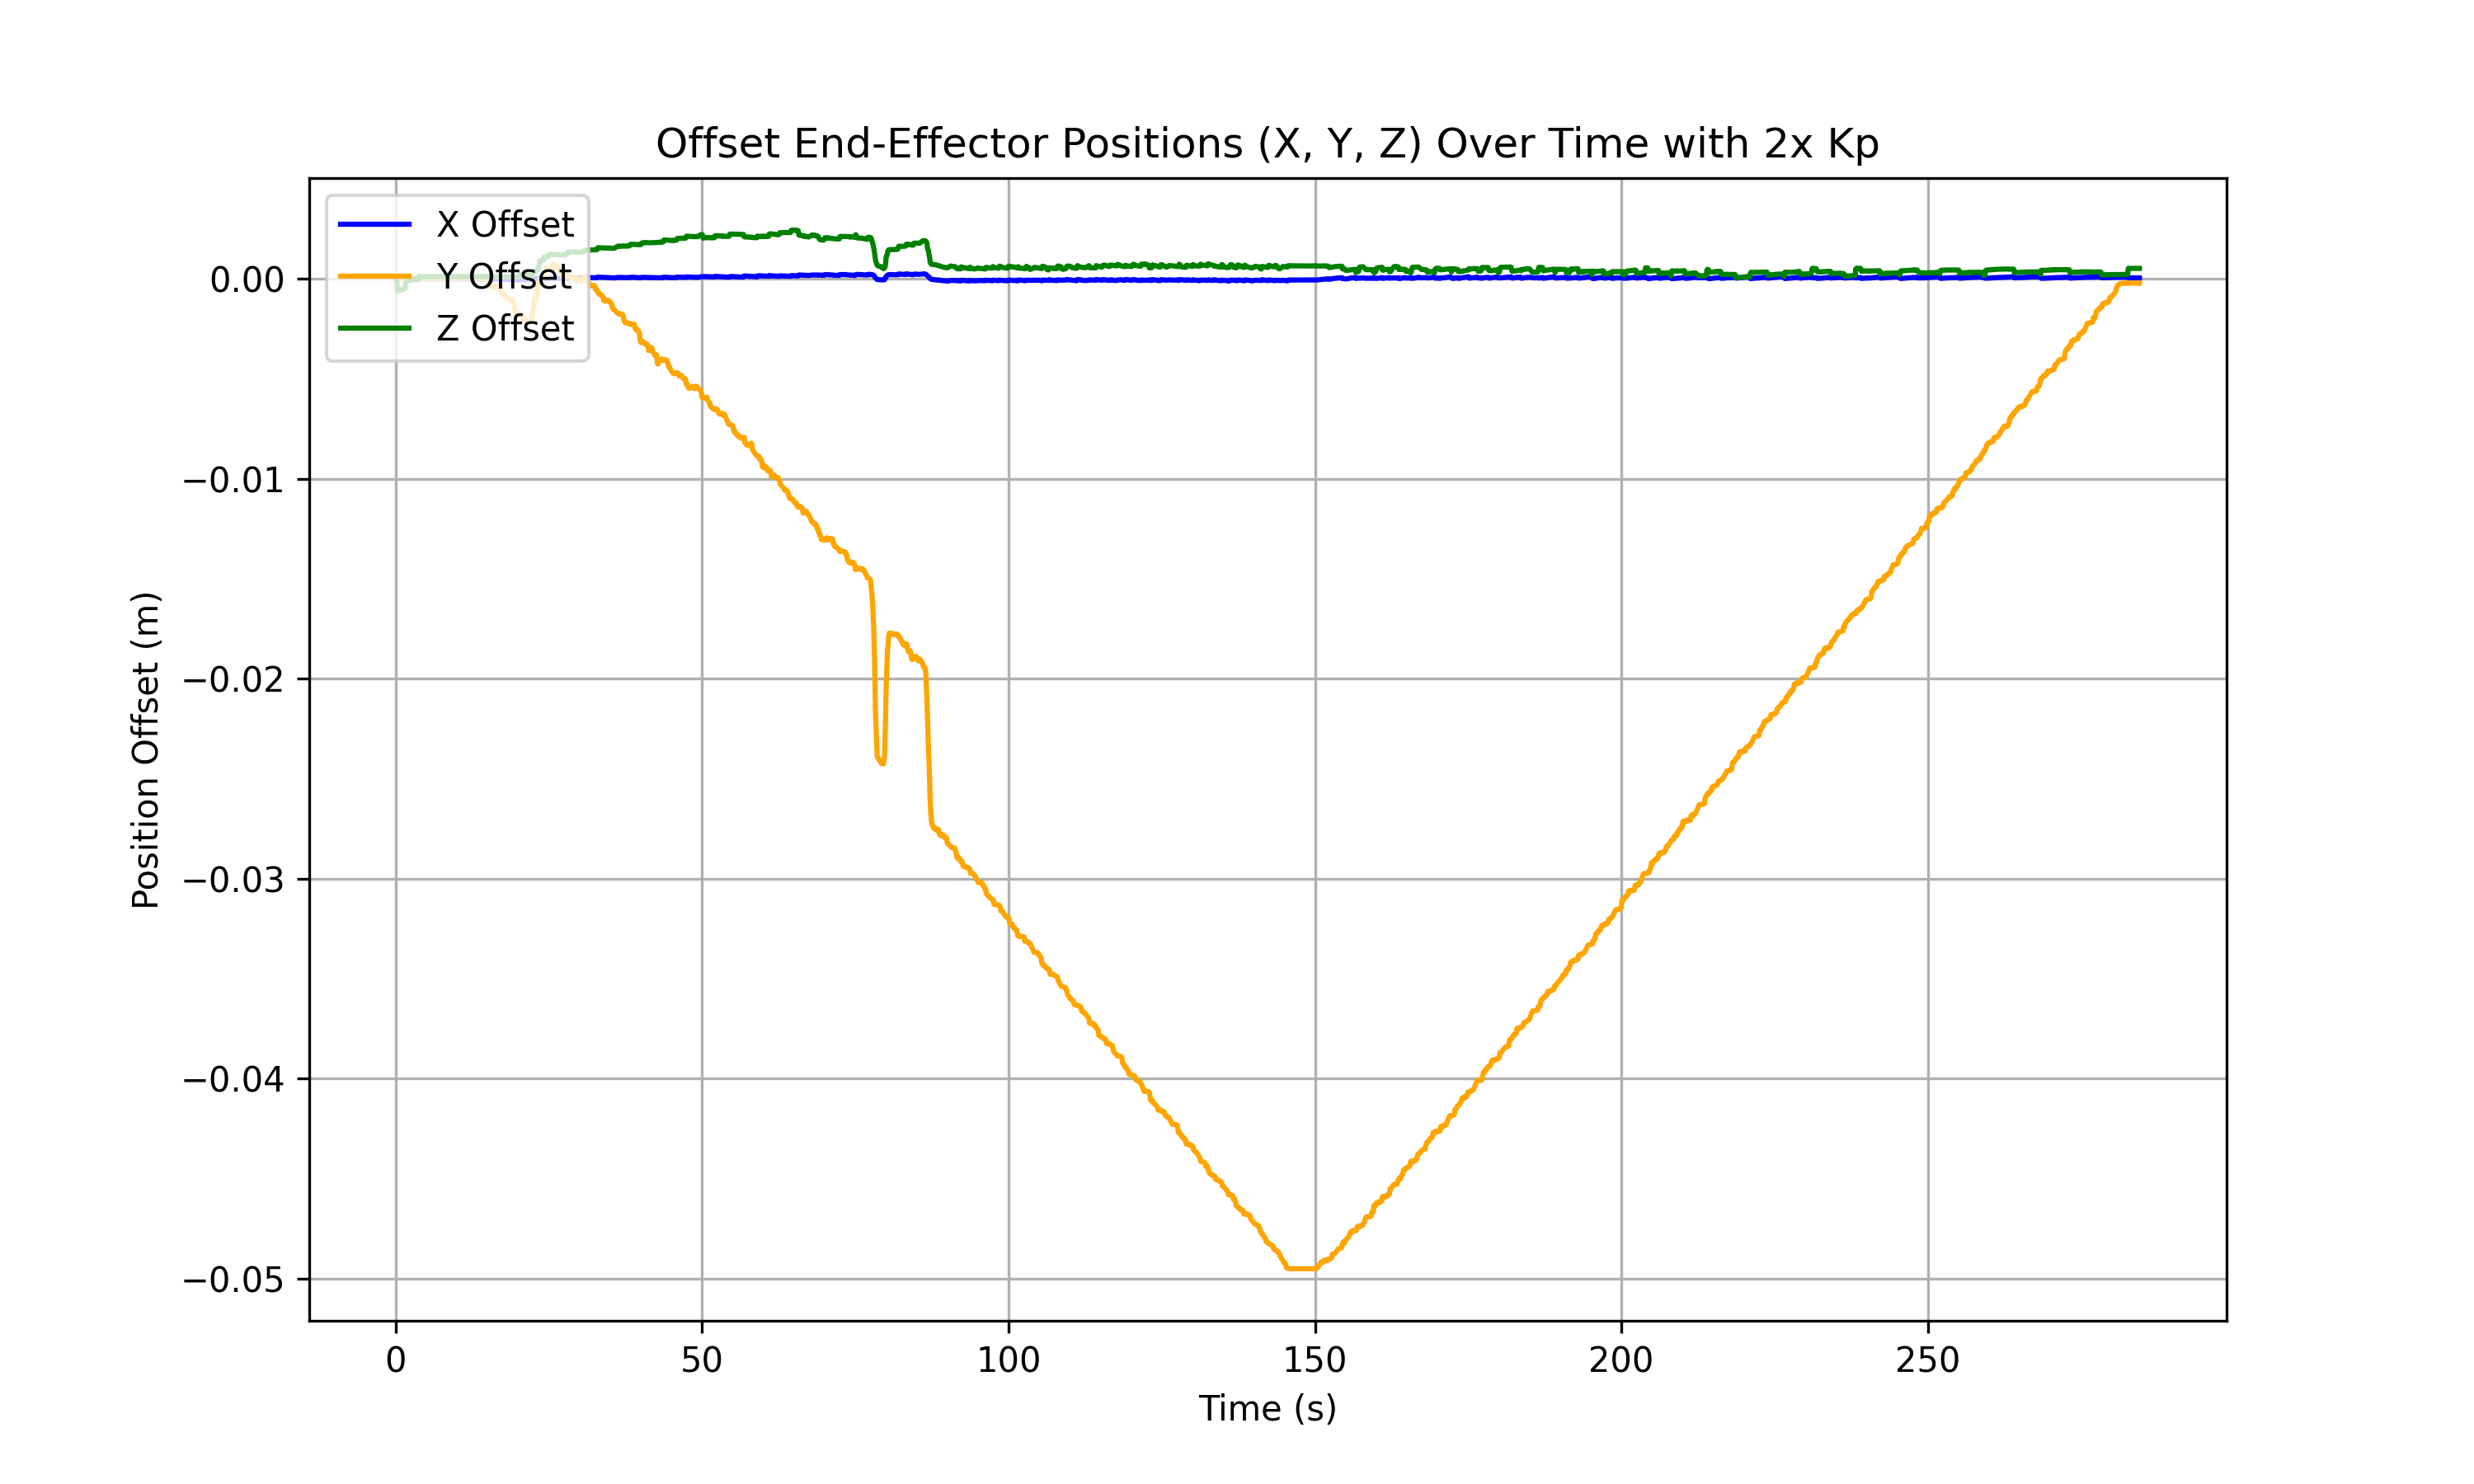 Offset End-Effector Positions (X, Y, Z) Over Time with 2x Kp
X Offset
Y Offset
Z Offset
0.00
−0.01
−0.02
−0.03
−0.04
−0.05
Position Offset (m)
0 50 100 150 200 250
Time (s)